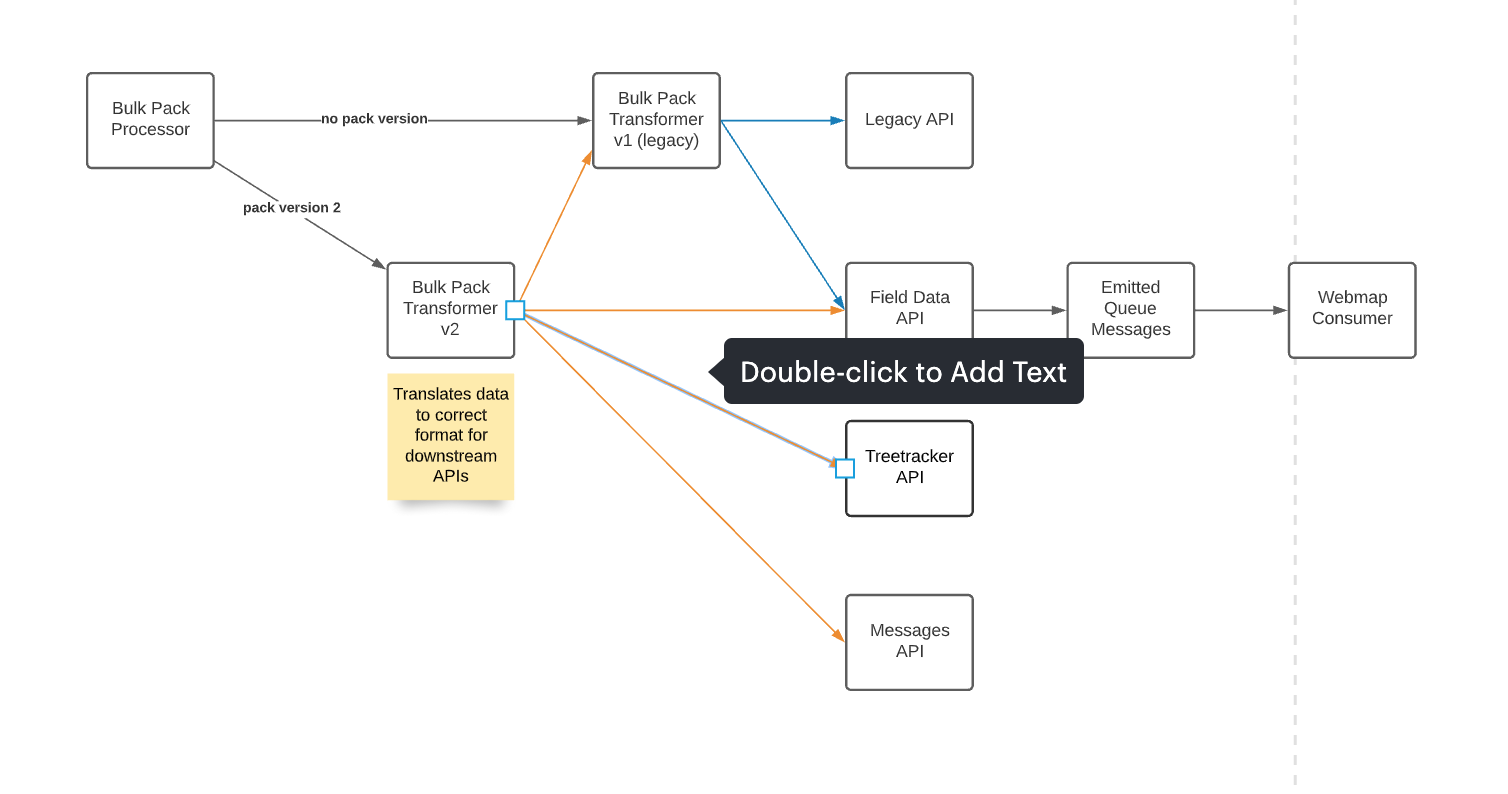 Bulk Pack
Processor
no pack version
Bulk Pack
Transformer
v1 (legacy)
Legacy API
pack version 2
Bulk Pack
Transformer
v2
Field Data
API
Emitted
Queue
Messages
Webmap
Consumer
Double-click to Add Text
Translates data
to correct
format for
downstream
APIs
Treetracker
API
Messages
API